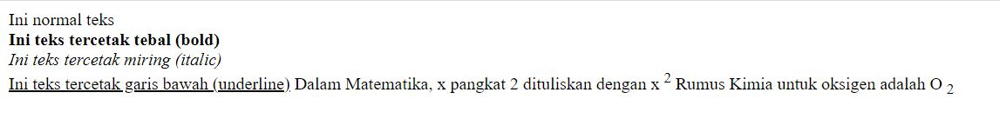 Ini normal teks
Ini teks tercetak tebal (bold)
Ini teks tercetak miring (italic)
Ini teks tercetak garis bawah (underline) Dalam Matematika, x pangkat 2 dituliskan dengan x ² Rumus Kimia untuk oksigen adalah O ₂